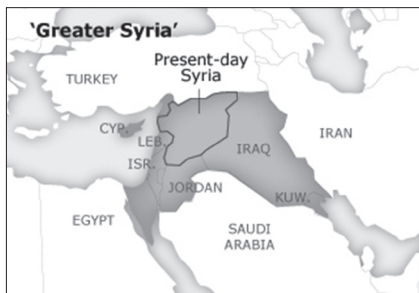 ‘Greater Syria’
Present-day
Syria
TURKEY
CYP.
LEB.
ISR.
IRAQ
IRAN
JORDAN
KUW.
EGYPT
SAUDI
ARABIA